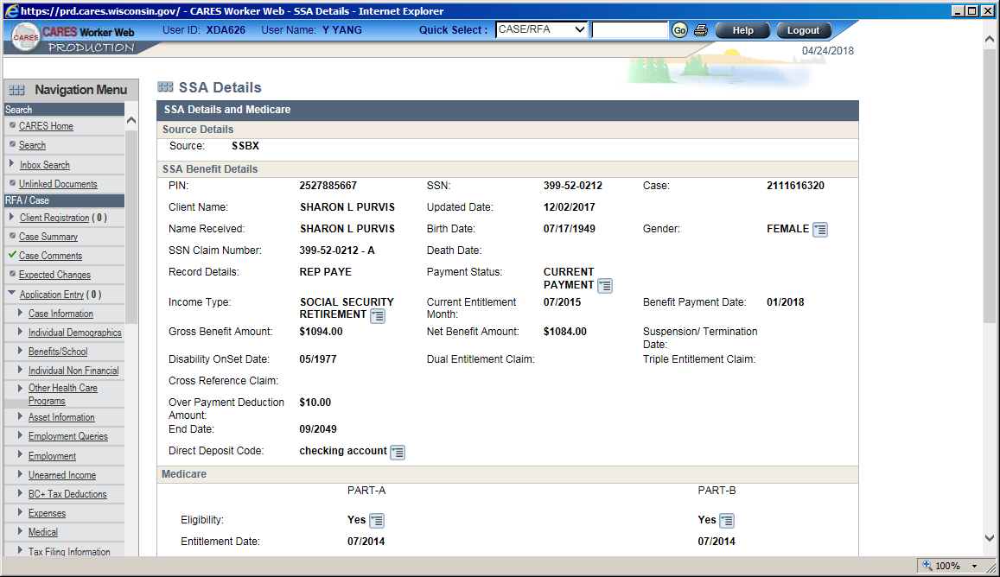 https://prd.cares.wisconsin.gov/ - CARES Worker Web - SSA Details - Internet Explorer
CARES CARES Worker Web PRODUCTION
User ID: XDA626 User Name: Y YANG Quick Select : CASE/RFA Go Help Logout
04/24/2018
Navigation Menu
Search
CARES Home
Search
Inbox Search
Unlinked Documents
RFA / Case
Client Registration ( 0 )
Case Summary
Case Comments
Expected Changes
Application Entry ( 0 )
Case Information
Individual Demographics
Benefits/School
Individual Non Financial
Other Health Care
Programs
Asset Information
Employment Queries
Employment
Unearned Income
BC+ Tax Deductions
Expenses
Medical
Tax Filing Information
SSA Details
SSA Details and Medicare
Source Details
Source: SSBX
SSA Benefit Details
PIN: 2527885667 SSN: 399-52-0212 Case: 2111616320
Client Name: SHARON L PURVIS Updated Date: 12/02/2017
Name Received: SHARON L PURVIS Birth Date: 07/17/1949 Gender: FEMALE
SSN Claim Number: 399-52-0212 - A Death Date:
Record Details: REP PAYE Payment Status: CURRENT
PAYMENT
Income Type: SOCIAL SECURITY Current Entitlement 07/2015 Benefit Payment Date: 01/2018
RETIREMENT Month:
Gross Benefit Amount: $1094.00 Net Benefit Amount: $1084.00 Suspension/ Termination
Date:
Disability OnSet Date: 05/1977 Dual Entitlement Claim: Triple Entitlement Claim:
Cross Reference Claim:
Over Payment Deduction $10.00
Amount:
End Date: 09/2049
Direct Deposit Code: checking account
Medicare
PART-A PART-B
Eligibility: Yes Yes
Entitlement Date: 07/2014 07/2014
100%